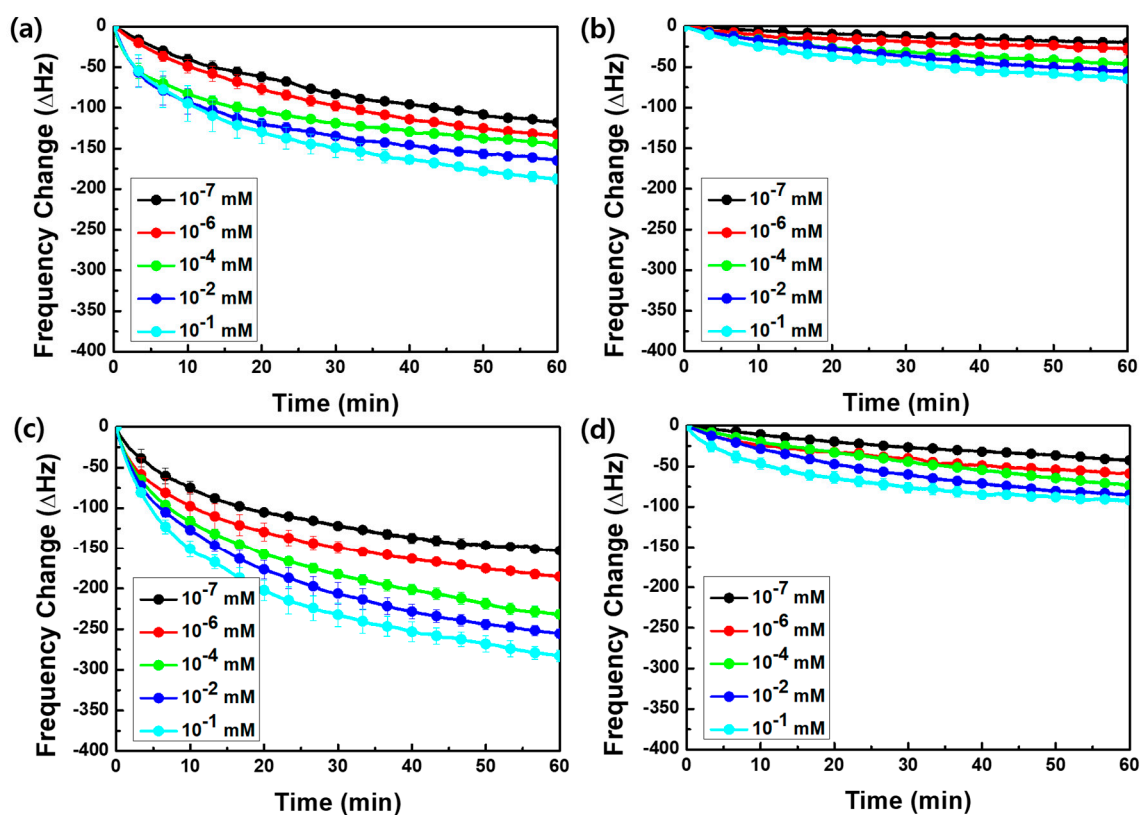 (a)
Frequency Change (ΔHz)
0
-50
-100
-150
-200
-250
-300
-350
-400
10⁻⁷ mM
10⁻⁶ mM
10⁻⁴ mM
10⁻² mM
10⁻¹ mM
0 10 20 30 40 50 60
Time (min)
(b)
Frequency Change (ΔHz)
0
-50
-100
-150
-200
-250
-300
-350
-400
10⁻⁷ mM
10⁻⁶ mM
10⁻⁴ mM
10⁻² mM
10⁻¹ mM
0 10 20 30 40 50 60
Time (min)
(c)
Frequency Change (ΔHz)
0
-50
-100
-150
-200
-250
-300
-350
-400
10⁻⁷ mM
10⁻⁶ mM
10⁻⁴ mM
10⁻² mM
10⁻¹ mM
0 10 20 30 40 50 60
Time (min)
(d)
Frequency Change (ΔHz)
0
-50
-100
-150
-200
-250
-300
-350
-400
10⁻⁷ mM
10⁻⁶ mM
10⁻⁴ mM
10⁻² mM
10⁻¹ mM
0 10 20 30 40 50 60
Time (min)